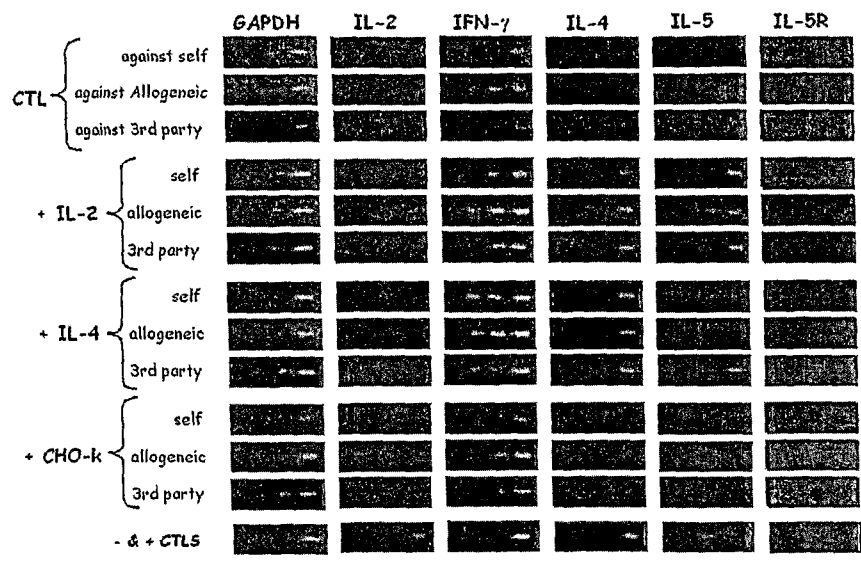 GAPDH IL-2 IFN-γ IL-4 IL-5 IL-5R
against self
CTL against Allogeneic
against 3rd party
self
+ IL-2 allogeneic
3rd party
self
+ IL-4 allogeneic
3rd party
self
+ CHO-k allogeneic
3rd party
- & + CTLS